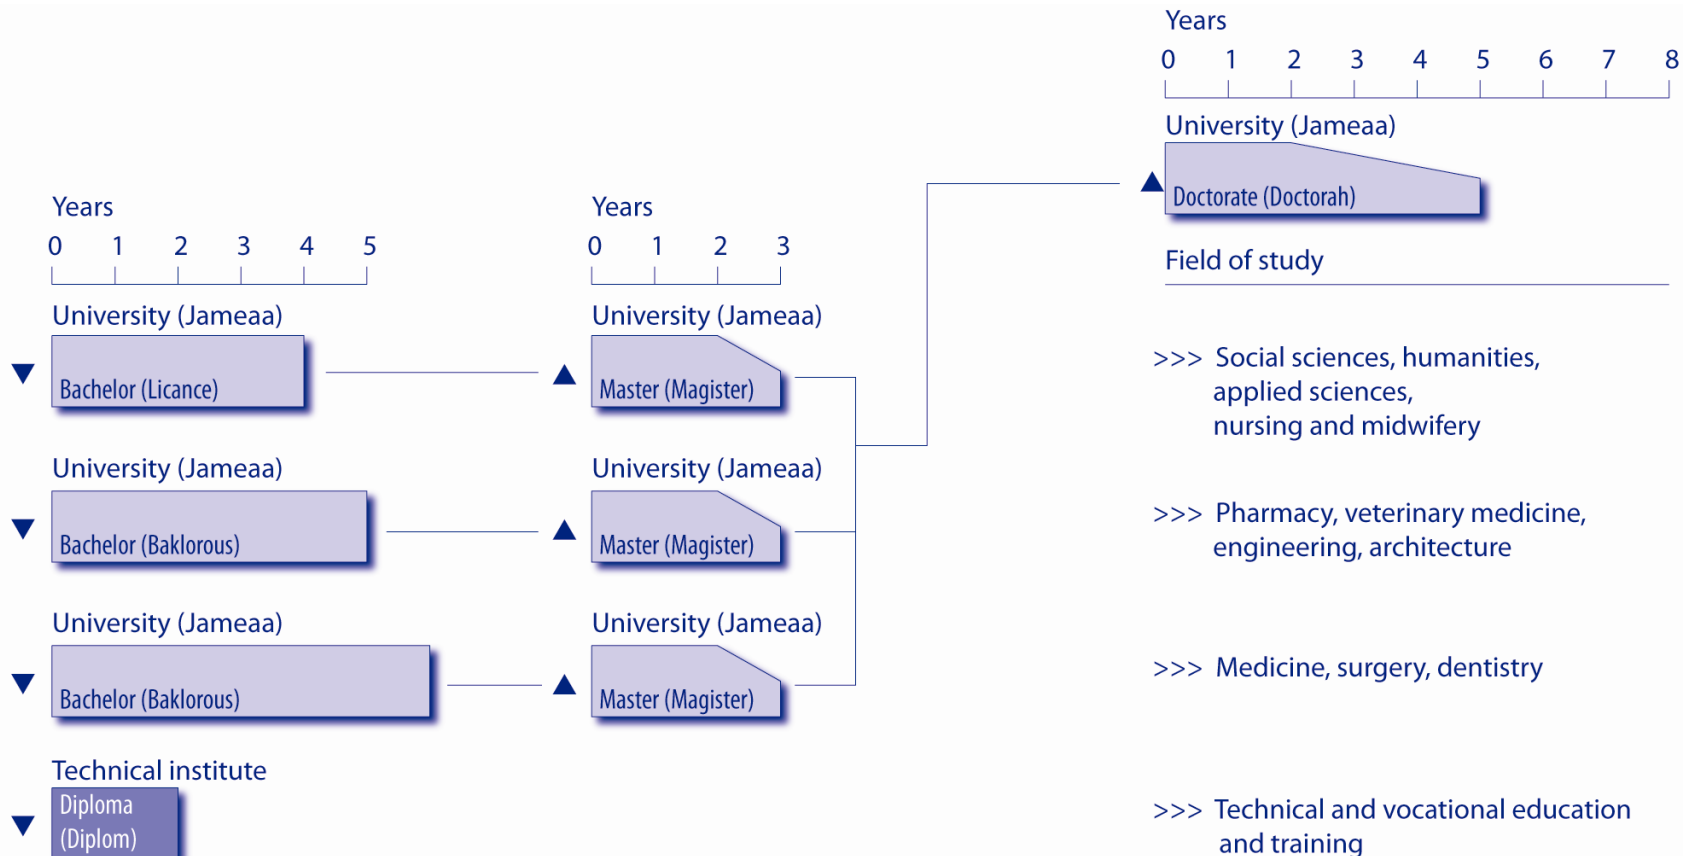 Years
0 1 2 3 4 5 6 7 8
University (Jameaa)
Doctorate (Doctorah)
Field of study
Years
0 1 2 3 4 5
Years
0 1 2 3
University (Jameaa)
Bachelor (Licance)
University (Jameaa)
Master (Magister)
>>> Social sciences, humanities,
applied sciences,
nursing and midwifery
University (Jameaa)
Bachelor (Baklorous)
University (Jameaa)
Master (Magister)
>>> Pharmacy, veterinary medicine,
engineering, architecture
University (Jameaa)
Bachelor (Baklorous)
University (Jameaa)
Master (Magister)
>>> Medicine, surgery, dentistry
Technical institute
Diploma
(Diplom)
>>> Technical and vocational education
and training